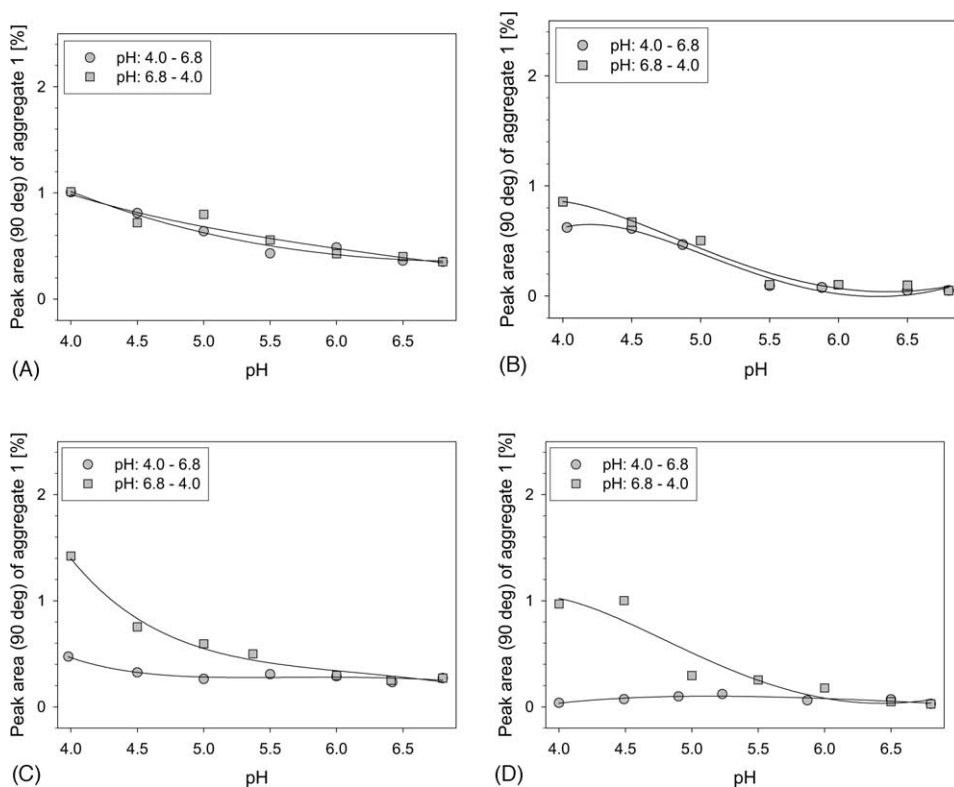 Peak area (90 deg) of aggregate 1 [%]
2
1
0
pH: 4.0 - 6.8
pH: 6.8 - 4.0
4.0 4.5 5.0 5.5 6.0 6.5
pH
(A)
Peak area (90 deg) of aggregate 1 [%]
2
1
0
pH: 4.0 - 6.8
pH: 6.8 - 4.0
4.0 4.5 5.0 5.5 6.0 6.5
pH
(B)
Peak area (90 deg) of aggregate 1 [%]
2
1
0
pH: 4.0 - 6.8
pH: 6.8 - 4.0
4.0 4.5 5.0 5.5 6.0 6.5
pH
(C)
Peak area (90 deg) of aggregate 1 [%]
2
1
0
pH: 4.0 - 6.8
pH: 6.8 - 4.0
4.0 4.5 5.0 5.5 6.0 6.5
pH
(D)